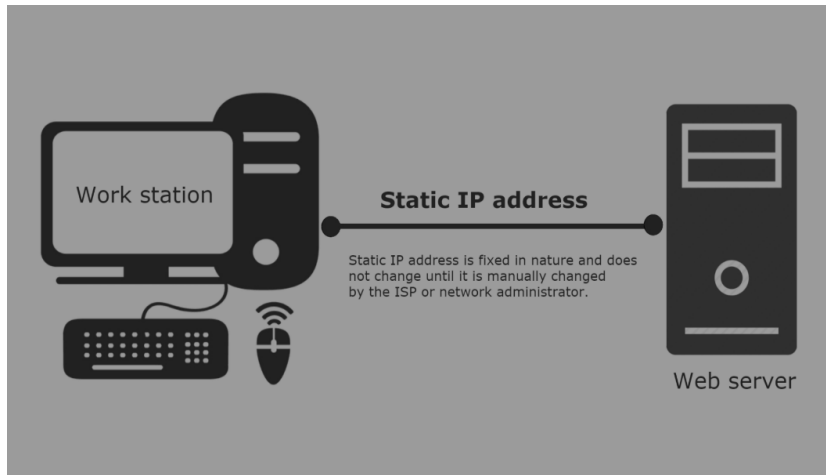 Work station
Static IP address
Static IP address is fixed in nature and does
not change until it is manually changed
by the ISP or network administrator.
Web server